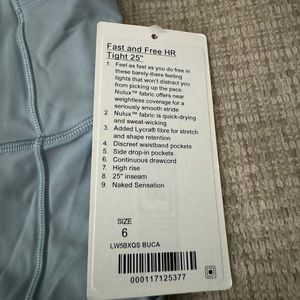 Fast and Free HR
Tight 25"
1. Feel as fast as you do free in
these barely-there feeling
tights that won't distract you
from picking up the pace.
Nulux™ fabric offers near
weightless coverage for a
seriously smooth stride
2. Nulux™ fabric is quick-drying
and sweat-wicking
3. Added Lycra® fibre for stretch
and shape retention
4. Discreet waistband pockets
5. Side drop-in pockets
6. Continuous drawcord
7. High rise
8. 25" inseam
9. Naked Sensation
SIZE
6
LW5BXQS BUCA
000117125377